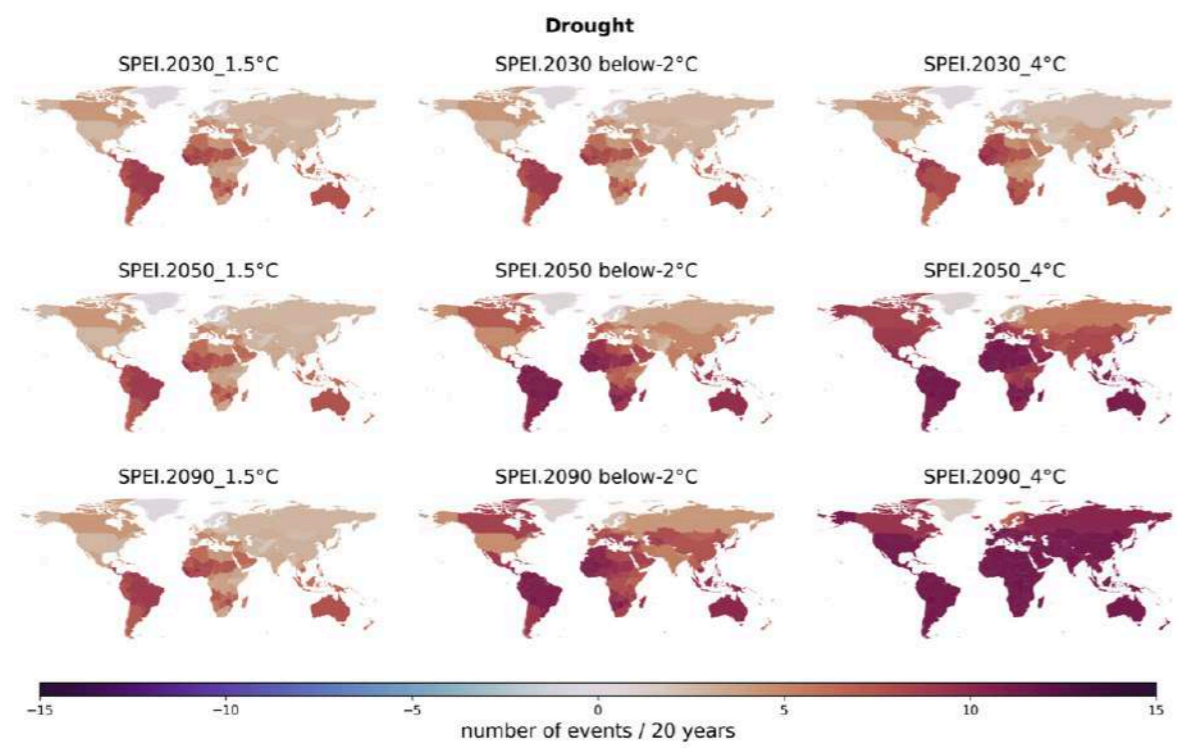 Drought
SPEI.2030_1.5°C SPEI.2030 below-2°C SPEI.2030_4°C
SPEI.2050_1.5°C SPEI.2050 below-2°C SPEI.2050_4°C
SPEI.2090_1.5°C SPEI.2090 below-2°C SPEI.2090_4°C
−15 −10 −5 0 5 10 15
number of events / 20 years